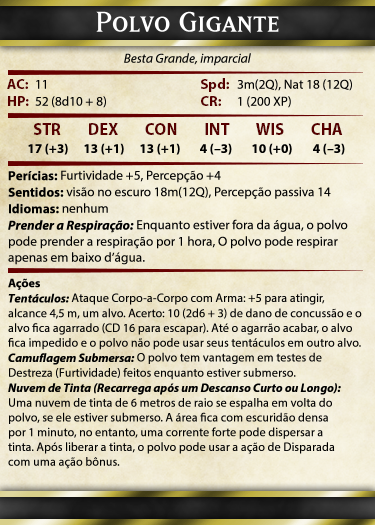 Polvo Gigante
Besta Grande, imparcial
AC: 11 Spd: 3m(2Q), Nat 18 (12Q)
HP: 52 (8d10 + 8) CR: 1 (200 XP)
STR DEX CON INT WIS CHA
17 (+3) 13 (+1) 13 (+1) 4 (–3) 10 (+0) 4 (–3)
Perícias: Furtividade +5, Percepção +4
Sentidos: visão no escuro 18m(12Q), Percepção passiva 14
Idiomas: nenhum
Prender a Respiração: Enquanto estiver fora da água, o polvo
pode prender a respiração por 1 hora, O polvo pode respirar
apenas em baixo d’água.
Ações
Tentáculos: Ataque Corpo-a-Corpo com Arma: +5 para atingir,
alcance 4,5 m, um alvo. Acerto: 10 (2d6 + 3) de dano de concussão e o
alvo fica agarrado (CD 16 para escapar). Até o agarrão acabar, o alvo
fica impedido e o polvo não pode usar seus tentáculos em outro alvo.
Camuflagem Submersa: O polvo tem vantagem em testes de
Destreza (Furtividade) feitos enquanto estiver submerso.
Nuvem de Tinta (Recarrega após um Descanso Curto ou Longo):
Uma nuvem de tinta de 6 metros de raio se espalha em volta do
polvo, se ele estiver submerso. A área fica com escuridão densa
por 1 minuto, no entanto, uma corrente forte pode dispersar a
tinta. Após liberar a tinta, o polvo pode usar a ação de Disparada
com uma ação bônus.